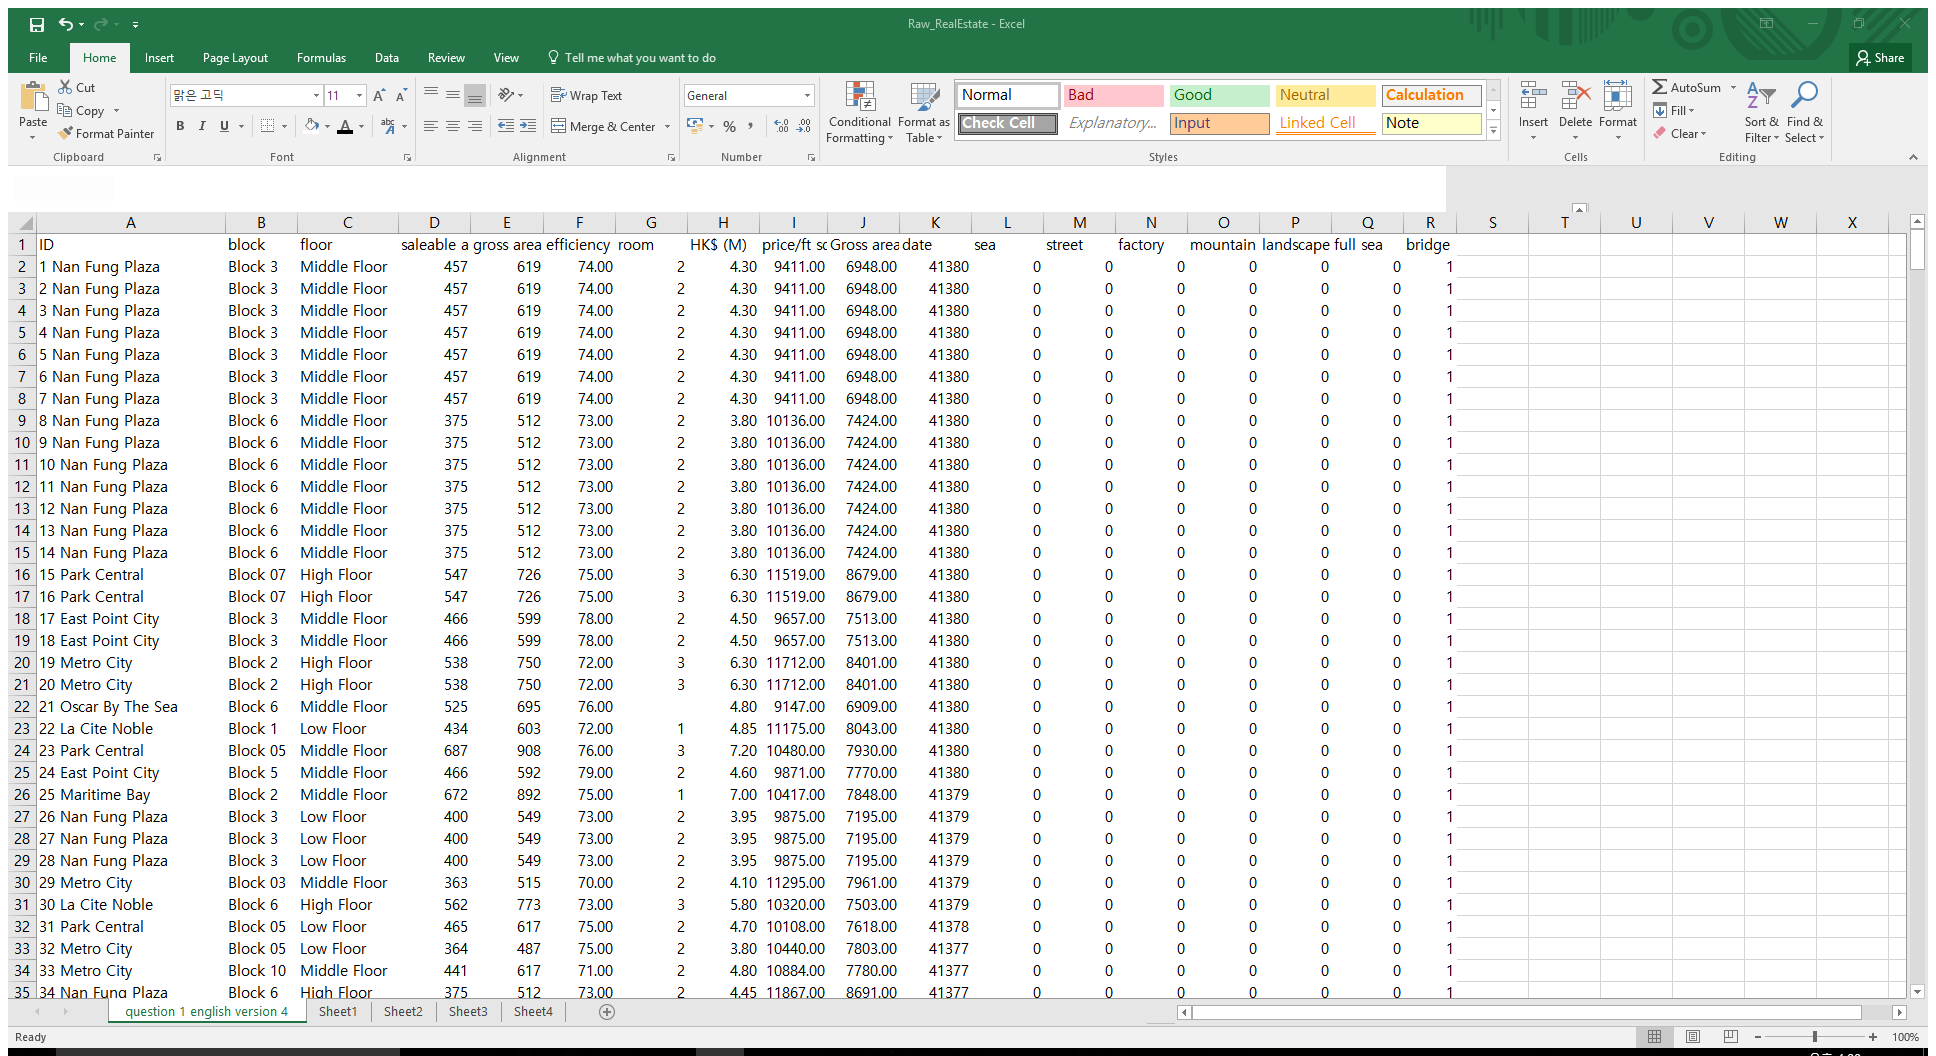 Raw_RealEstate - Excel
File Home Insert Page Layout Formulas Data Review View Tell me what you want to do Share
Paste Cut Copy Format Painter Clipboard
맑은 고딕 11 B I U Font
Wrap Text Merge & Center Alignment
General % Number
Conditional Formatting Format as Table
Normal Bad Good Neutral Calculation
Check Cell Explanatory... Input Linked Cell Note
Styles
Insert Delete Format Cells
AutoSum Fill Clear Sort & Filter Find & Select Editing
A B C D E F G H I J K L M N O P Q R S T U V W X
1 ID block floor saleable a gross area efficiency room HK$ (M) price/ft sc Gross area date sea street factory mountain landscape full sea bridge
2 1 Nan Fung Plaza Block 3 Middle Floor 457 619 74.00 2 4.30 9411.00 6948.00 41380 0 0 0 0 0 0 1
3 2 Nan Fung Plaza Block 3 Middle Floor 457 619 74.00 2 4.30 9411.00 6948.00 41380 0 0 0 0 0 0 1
4 3 Nan Fung Plaza Block 3 Middle Floor 457 619 74.00 2 4.30 9411.00 6948.00 41380 0 0 0 0 0 0 1
5 4 Nan Fung Plaza Block 3 Middle Floor 457 619 74.00 2 4.30 9411.00 6948.00 41380 0 0 0 0 0 0 1
6 5 Nan Fung Plaza Block 3 Middle Floor 457 619 74.00 2 4.30 9411.00 6948.00 41380 0 0 0 0 0 0 1
7 6 Nan Fung Plaza Block 3 Middle Floor 457 619 74.00 2 4.30 9411.00 6948.00 41380 0 0 0 0 0 0 1
8 7 Nan Fung Plaza Block 3 Middle Floor 457 619 74.00 2 4.30 9411.00 6948.00 41380 0 0 0 0 0 0 1
9 8 Nan Fung Plaza Block 6 Middle Floor 375 512 73.00 2 3.80 10136.00 7424.00 41380 0 0 0 0 0 0 1
10 9 Nan Fung Plaza Block 6 Middle Floor 375 512 73.00 2 3.80 10136.00 7424.00 41380 0 0 0 0 0 0 1
11 10 Nan Fung Plaza Block 6 Middle Floor 375 512 73.00 2 3.80 10136.00 7424.00 41380 0 0 0 0 0 0 1
12 11 Nan Fung Plaza Block 6 Middle Floor 375 512 73.00 2 3.80 10136.00 7424.00 41380 0 0 0 0 0 0 1
13 12 Nan Fung Plaza Block 6 Middle Floor 375 512 73.00 2 3.80 10136.00 7424.00 41380 0 0 0 0 0 0 1
14 13 Nan Fung Plaza Block 6 Middle Floor 375 512 73.00 2 3.80 10136.00 7424.00 41380 0 0 0 0 0 0 1
15 14 Nan Fung Plaza Block 6 Middle Floor 375 512 73.00 2 3.80 10136.00 7424.00 41380 0 0 0 0 0 0 1
16 15 Park Central Block 07 High Floor 547 726 75.00 3 6.30 11519.00 8679.00 41380 0 0 0 0 0 0 1
17 16 Park Central Block 07 High Floor 547 726 75.00 3 6.30 11519.00 8679.00 41380 0 0 0 0 0 0 1
18 17 East Point City Block 3 Middle Floor 466 599 78.00 2 4.50 9657.00 7513.00 41380 0 0 0 0 0 0 1
19 18 East Point City Block 3 Middle Floor 466 599 78.00 2 4.50 9657.00 7513.00 41380 0 0 0 0 0 0 1
20 19 Metro City Block 2 High Floor 538 750 72.00 3 6.30 11712.00 8401.00 41380 0 0 0 0 0 0 1
21 20 Metro City Block 2 High Floor 538 750 72.00 3 6.30 11712.00 8401.00 41380 0 0 0 0 0 0 1
22 21 Oscar By The Sea Block 6 Middle Floor 525 695 76.00 4.80 9147.00 6909.00 41380 0 0 0 0 0 0 1
23 22 La Cite Noble Block 1 Low Floor 434 603 72.00 1 4.85 11175.00 8043.00 41380 0 0 0 0 0 0 1
24 23 Park Central Block 05 Middle Floor 687 908 76.00 3 7.20 10480.00 7930.00 41380 0 0 0 0 0 0 1
25 24 East Point City Block 5 Middle Floor 466 592 79.00 2 4.60 9871.00 7770.00 41380 0 0 0 0 0 0 1
26 25 Maritime Bay Block 2 Middle Floor 672 892 75.00 1 7.00 10417.00 7848.00 41379 0 0 0 0 0 0 1
27 26 Nan Fung Plaza Block 3 Low Floor 400 549 73.00 2 3.95 9875.00 7195.00 41379 0 0 0 0 0 0 1
28 27 Nan Fung Plaza Block 3 Low Floor 400 549 73.00 2 3.95 9875.00 7195.00 41379 0 0 0 0 0 0 1
29 28 Nan Fung Plaza Block 3 Low Floor 400 549 73.00 2 3.95 9875.00 7195.00 41379 0 0 0 0 0 0 1
30 29 Metro City Block 03 Middle Floor 363 515 70.00 2 4.10 11295.00 7961.00 41379 0 0 0 0 0 0 1
31 30 La Cite Noble Block 6 High Floor 562 773 73.00 3 5.80 10320.00 7503.00 41379 0 0 0 0 0 0 1
32 31 Park Central Block 05 Low Floor 465 617 75.00 2 4.70 10108.00 7618.00 41378 0 0 0 0 0 0 1
33 32 Metro City Block 05 Low Floor 364 487 75.00 2 3.80 10440.00 7803.00 41377 0 0 0 0 0 0 1
34 33 Metro City Block 10 Middle Floor 441 617 71.00 2 4.80 10884.00 7780.00 41377 0 0 0 0 0 0 1
35 34 Nan Fung Plaza Block 6 High Floor 375 512 73.00 2 4.45 11867.00 8691.00 41377 0 0 0 0 0 0 1
question 1 english version 4 Sheet1 Sheet2 Sheet3 Sheet4
Ready 100%